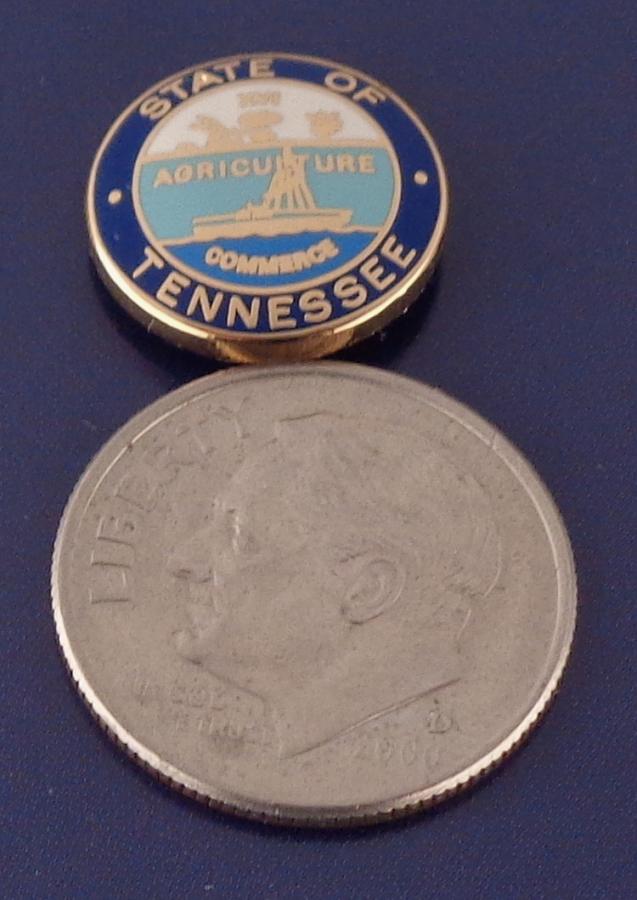 STATE OF
XVI
AGRICULTURE
COMMERCE
TENNESSEE
LIBERTY
D